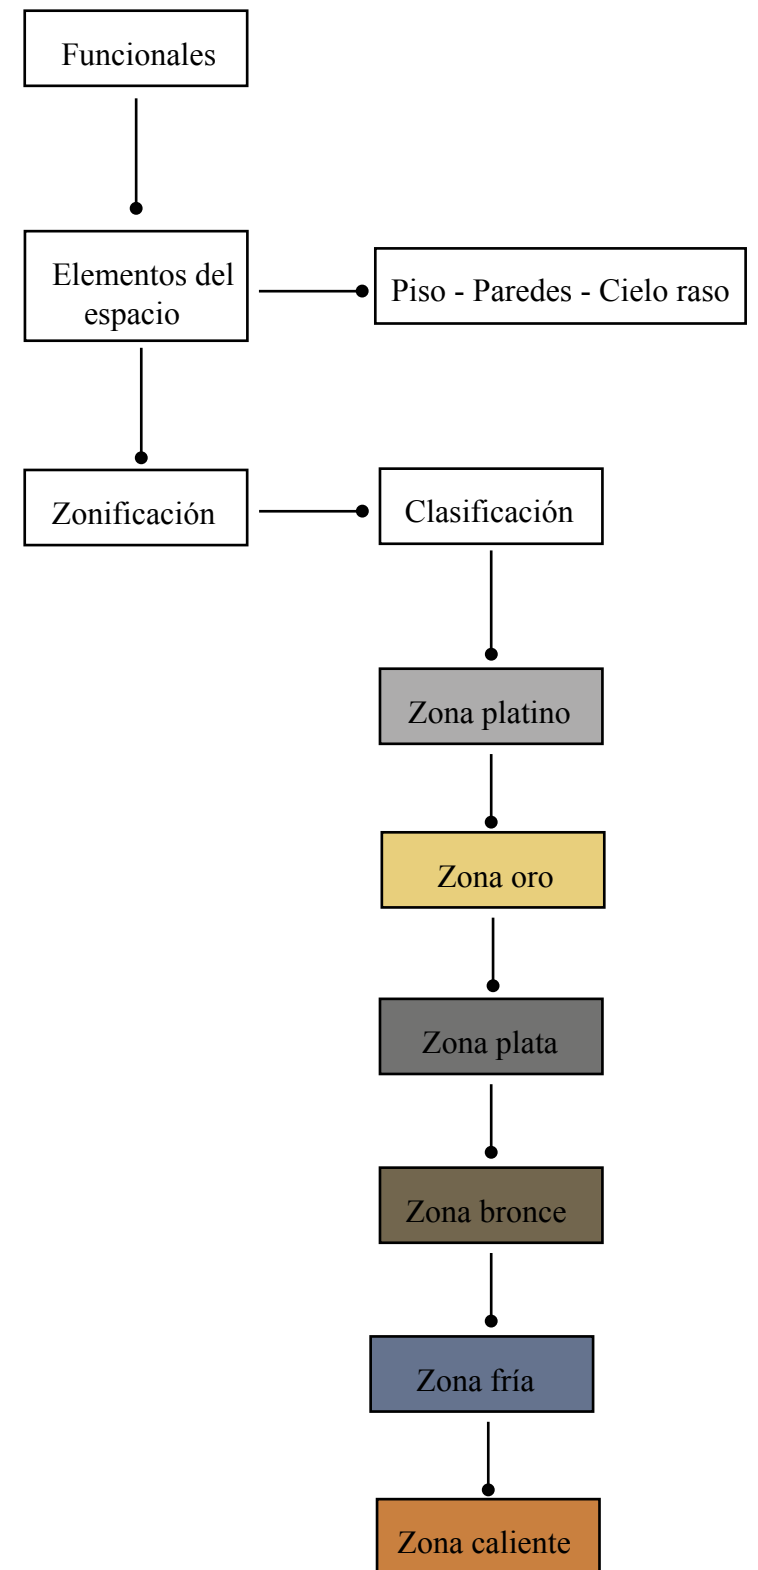 Funcionales
Elementos del
espacio
Piso - Paredes - Cielo raso
Zonificación
Clasificación
Zona platino
Zona oro
Zona plata
Zona bronce
Zona fría
Zona caliente